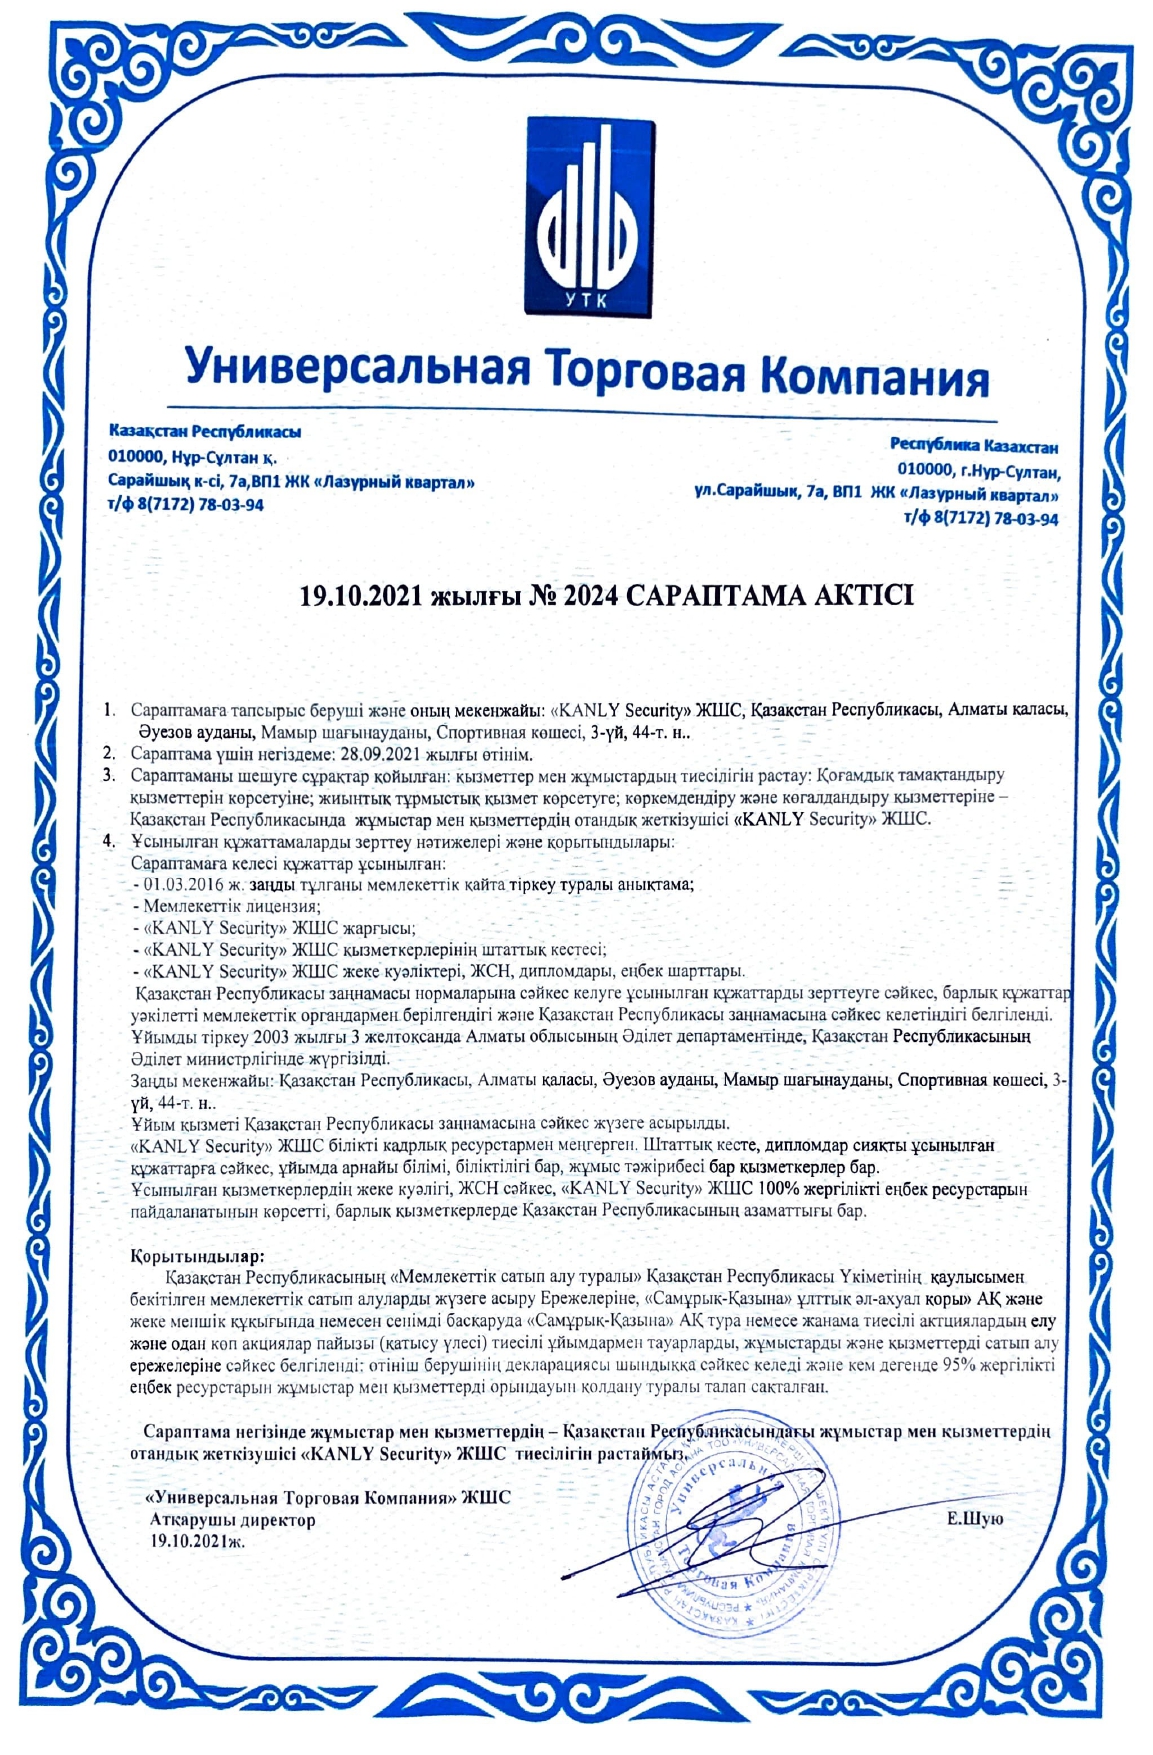 УТК
Универсальная Торговая Компания
Казақстан Республикасы
010000, Нұр-Сұлтан қ.
Сарайшық к-сі, 7а,ВП1 ЖК «Лазурный квартал»
т/ф 8(7172) 78-03-94
Республика Казахстан
010000, г.Нур-Султан,
ул.Сарайшык, 7а, ВП1 ЖК «Лазурный квартал»
т/ф 8(7172) 78-03-94
19.10.2021 жылғы № 2024 САРАПТАМА АКТІСІ
1. Сараптамаға тапсырыс беруші және оның мекенжайы: «KANLY Security» ЖШС, Қазақстан Республикасы, Алматы қаласы,
Әуезов ауданы, Мамыр шағынауданы, Спортивная көшесі, 3-үй, 44-т. н..
2. Сараптама үшін негіздеме: 28.09.2021 жылғы өтінім.
3. Сараптаманы шешуге сұрақтар қойылған: қызметтер мен жұмыстардың тиесілігін растау: Қоғамдық тамақтандыру
қызметтерін көрсетуіне; жиынтық тұрмыстық қызмет көрсетуге; көркемдендіру және көгалдандыру қызметтеріне –
Қазақстан Республикасында жұмыстар мен қызметтердің отандық жеткізушісі «KANLY Security» ЖШС.
4. Ұсынылған құжаттамаларды зерттеу нәтижелері және қорытындылары:
Сараптамаға келесі құжаттар ұсынылған:
- 01.03.2016 ж. заңды тұлғаны мемлекеттік қайта тіркеу туралы анықтама;
- Мемлекеттік лицензия;
- «KANLY Security» ЖШС жарғысы;
- «KANLY Security» ЖШС қызметкерлерінің штаттық кестесі;
- «KANLY Security» ЖШС жеке куәліктері, ЖСН, дипломдары, еңбек шарттары.
Қазақстан Республикасы заңнамасы нормаларына сәйкес келуге ұсынылған құжаттарды зерттеуге сәйкес, барлық құжаттар
уәкілетті мемлекеттік органдармен берілгендігі және Қазақстан Республикасы заңнамасына сәйкес келетіндігі белгіленді.
Ұйымды тіркеу 2003 жылғы 3 желтоқсанда Алматы облысының Әділет департаментінде, Қазақстан Республикасының
Әділет министрлігінде жүргізілді.
Заңды мекенжайы: Қазақстан Республикасы, Алматы қаласы, Әуезов ауданы, Мамыр шағынауданы, Спортивная көшесі, 3-
үй, 44-т. н..
Ұйым қызметі Қазақстан Республикасы заңнамасына сәйкес жүзеге асырылды.
«KANLY Security» ЖШС білікті кадрлық ресурстармен меңгерген. Штаттық кесте, дипломдар сияқты ұсынылған
құжаттарға сәйкес, ұйымда арнайы білімі, біліктілігі бар, жұмыс тәжірибесі бар қызметкерлер бар.
Ұсынылған қызметкерлердің жеке куәлігі, ЖСН сәйкес, «KANLY Security» ЖШС 100% жергілікті еңбек ресурстарын
пайдаланатынын көрсетті, барлық қызметкерлерде Қазақстан Республикасының азаматтығы бар.
Қорытындылар:
Қазақстан Республикасының «Мемлекеттік сатып алу туралы» Қазақстан Республикасы Үкіметінің қаулысымен
бекітілген мемлекеттік сатып алуларды жүзеге асыру Ережелеріне, «Самұрық-Қазына» ұлттық әл-ахуал қоры» АҚ және
жеке меншік құқығында немесен сенімді басқаруда «Самұрық-Қазына» АҚ тура немесе жанама тиесілі актциялардың елу
және одан коп акциялар пайызы (қатысу үлесі) тиесілі ұйымдармен тауарларды, жұмыстарды және қызметтерді сатып алу
ережелеріне сәйкес белгіленді: отініш берушінің декларациясы шындыққа сәйкес келеді және кем дегенде 95% жергілікті
еңбек ресурстарын жұмыстар мен қызметтерді орындауын қолдану туралы талап сақталған.
Сараптама негізінде жұмыстар мен қызметтердің – Қазақстан Республикасындағы жұмыстар мен қызметтердің
отандық жеткізушісі «KANLY Security» ЖШС тиесілігін растаймыз.
«Универсальная Торговая Компания» ЖШС
Атқарушы директор
19.10.2021ж.
Е.Шую
Универсальная
Торговая Компания